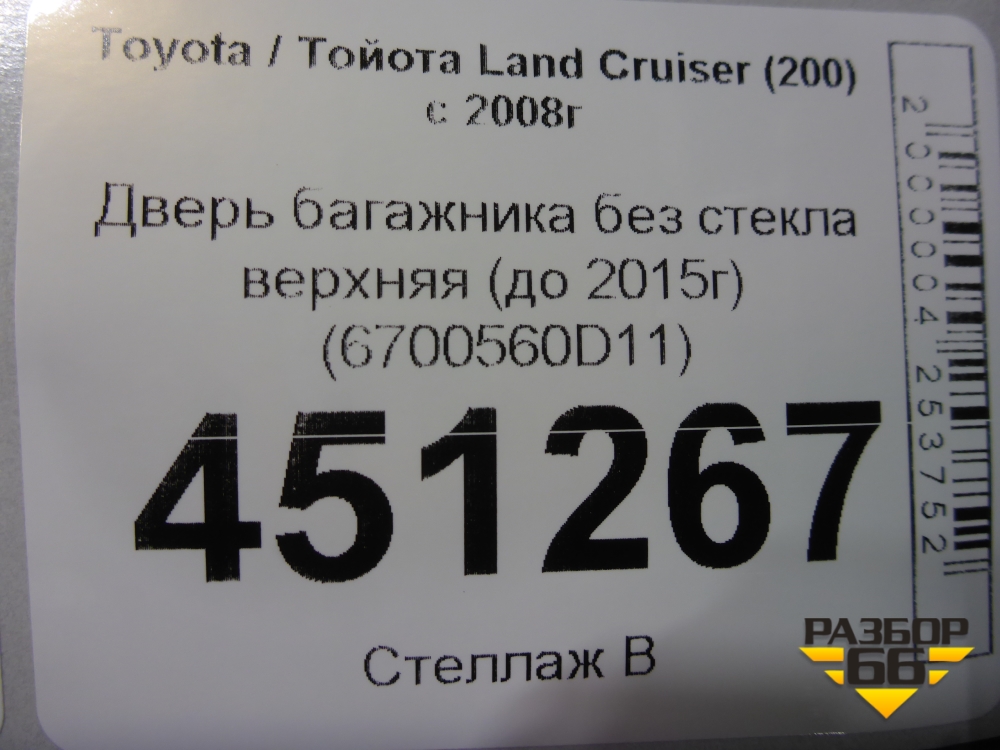 Toyota / Тойота Land Cruiser (200)
с 2008г
Дверь багажника без стекла
верхняя (до 2015г)
(6700560D11)
451267
Стеллаж В
2000004253752
РАЗБОР
66